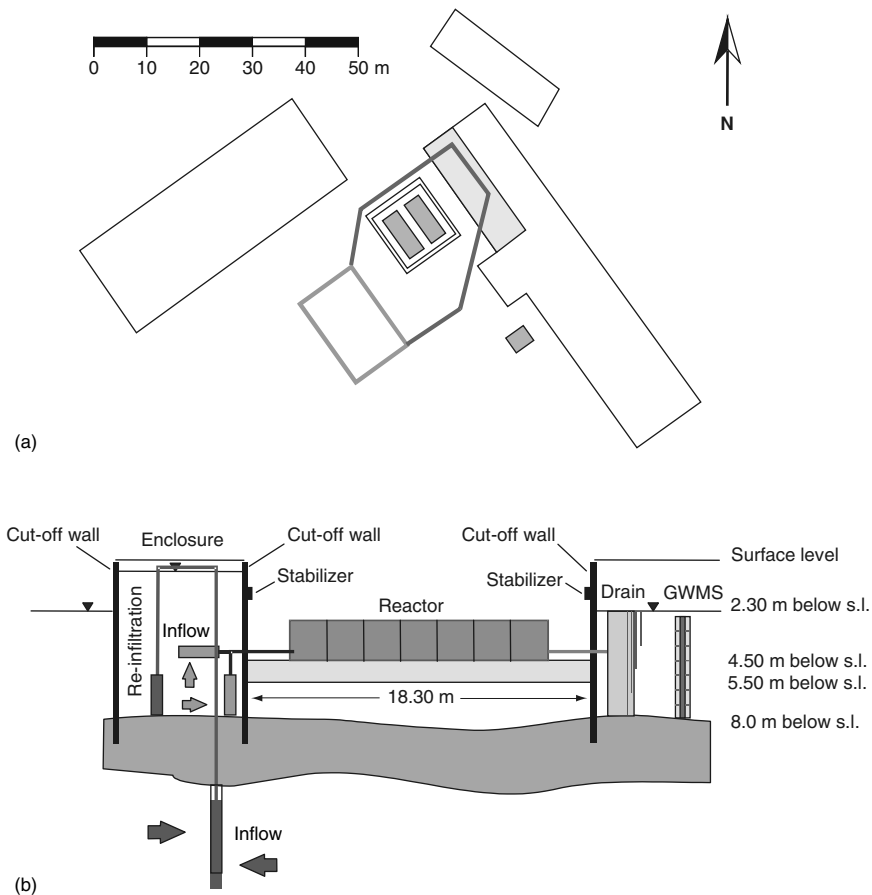 0 10 20 30 40 50 m
N
(a)
Cut-off wall
Enclosure
Cut-off wall
Cut-off wall
Surface level
Stabilizer
Stabilizer
Drain
GWMS
Reactor
2.30 m below s.l.
Re-infiltration
Inflow
4.50 m below s.l.
5.50 m below s.l.
18.30 m
8.0 m below s.l.
Inflow
(b)